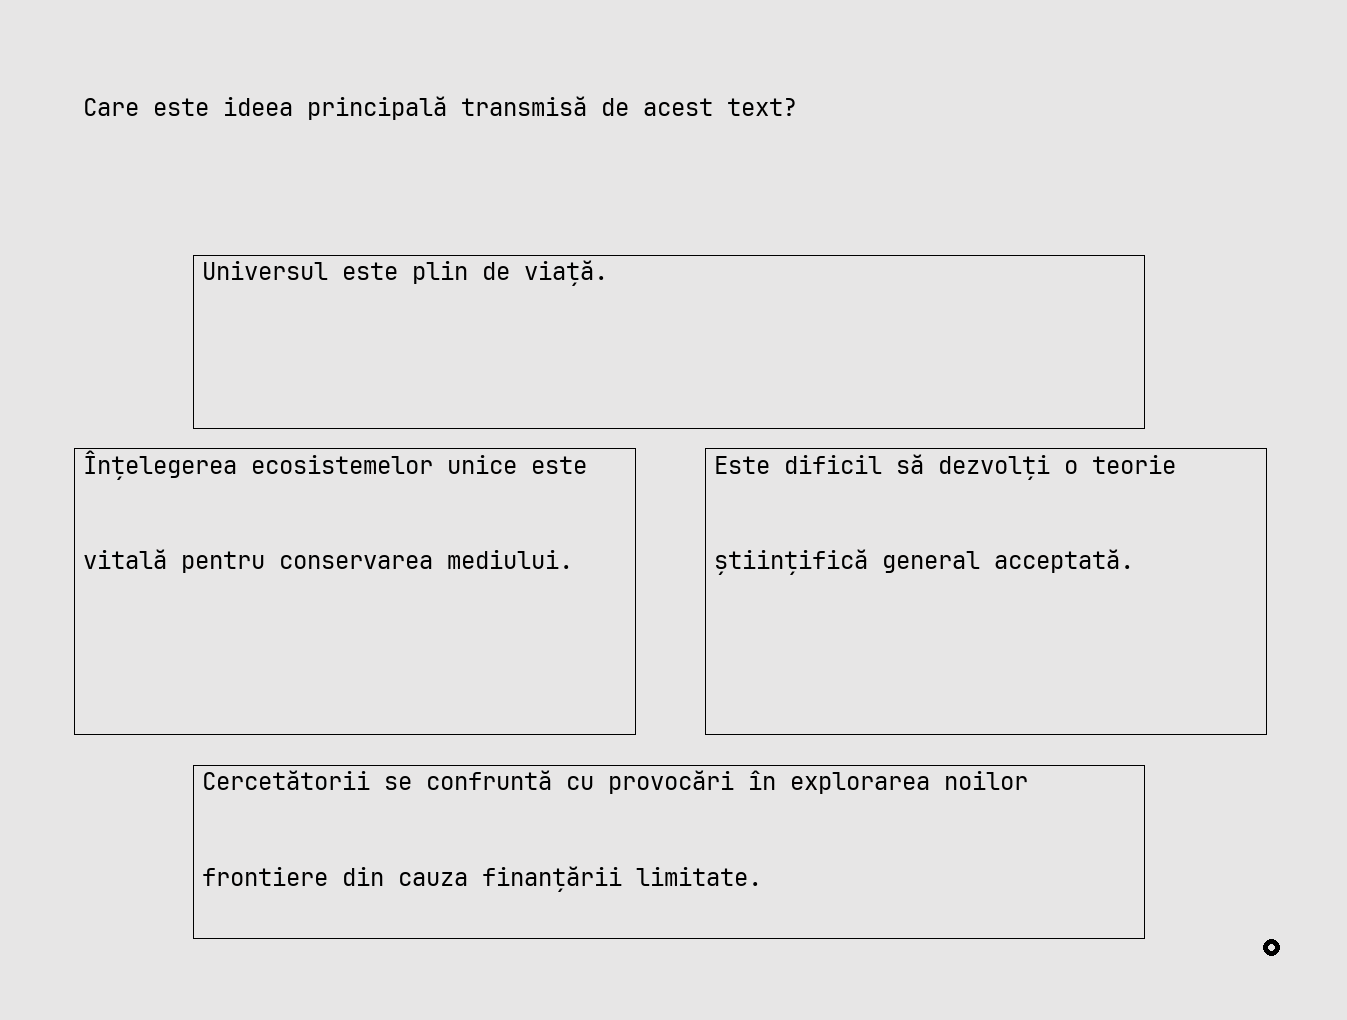 Care este ideea principală transmisă de acest text?
Universul este plin de viață.
Înțelegerea ecosistemelor unice este
vitală pentru conservarea mediului.
Este dificil să dezvolți o teorie
științifică general acceptată.
Cercetătorii se confruntă cu provocări în explorarea noilor
frontiere din cauza finanțării limitate.